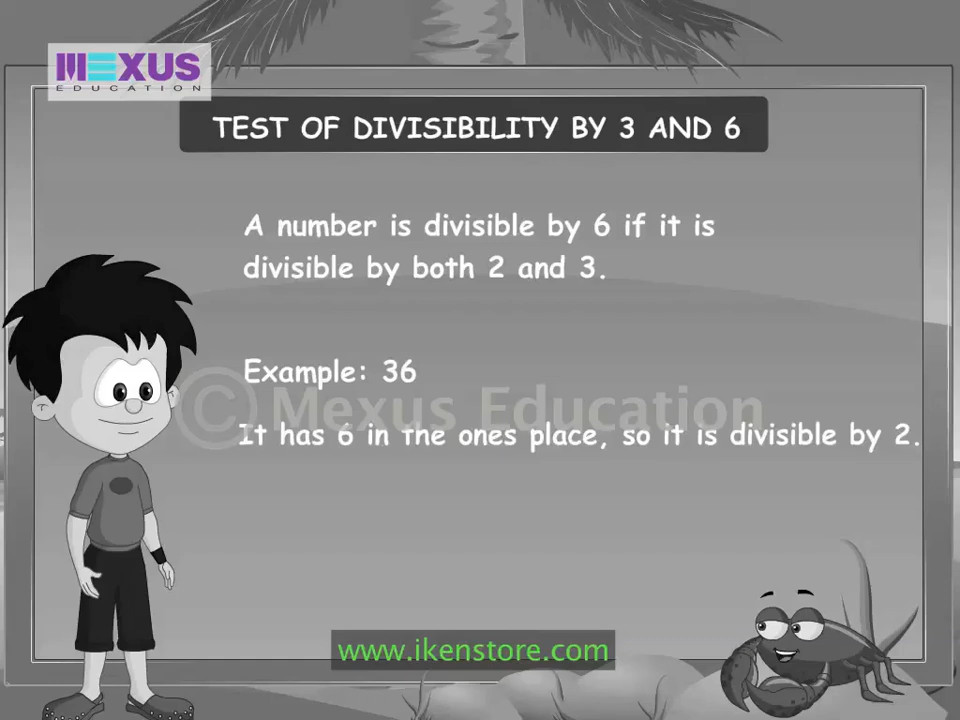 MEXUS
EDUCATION
TEST OF DIVISIBILITY BY 3 AND 6
A number is divisible by 6 if it is
divisible by both 2 and 3.
Example: 36
© Mexus Education
It has 6 in the ones place, so it is divisible by 2.
www.ikenstore.com